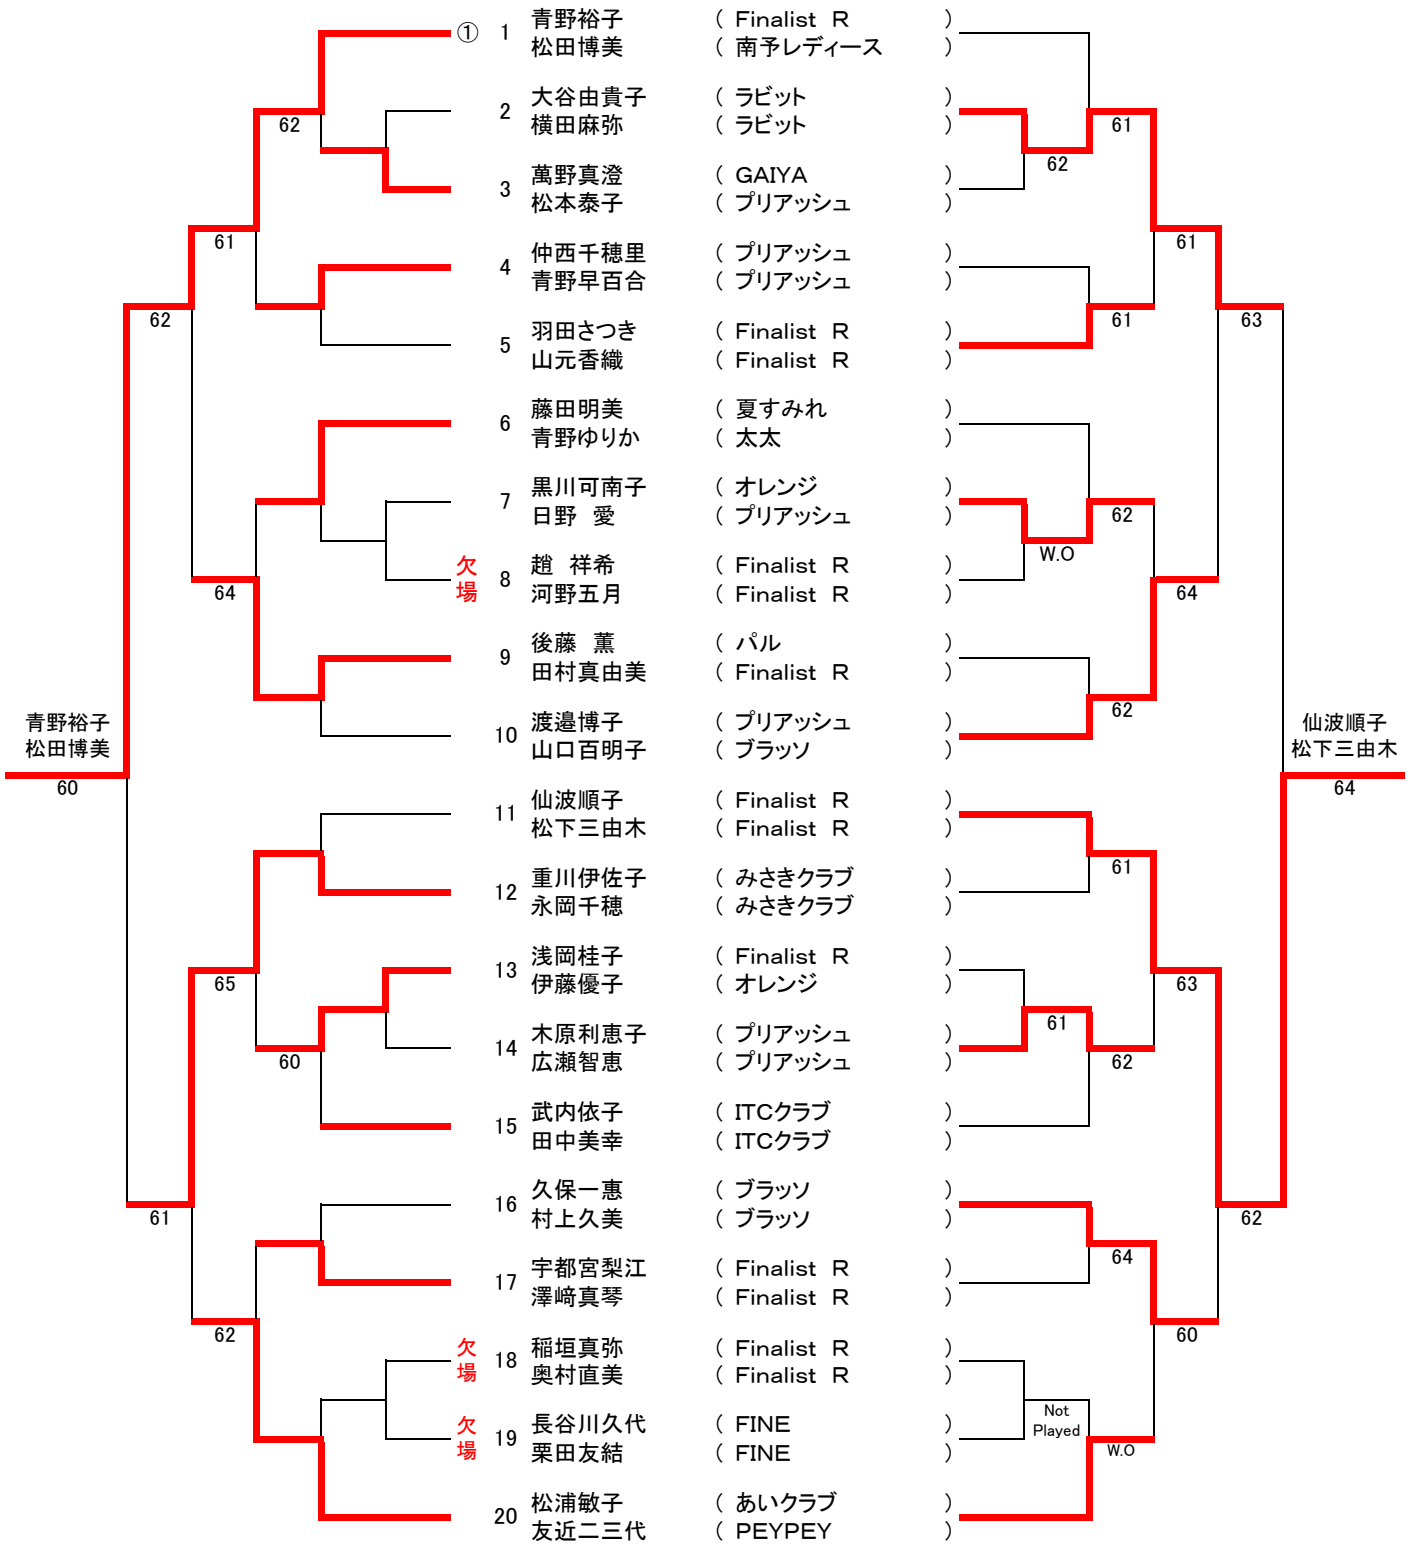 ① 1 青野裕子 ( Finalist R )
松田博美 ( 南予レディース )
2 大谷由貴子 ( ラビット )
横田麻弥 ( ラビット )
62 61
62
3 萬野真澄 ( GAIYA )
松本泰子 ( プリアッシュ )
61 61
4 仲西千穂里 ( プリアッシュ )
青野早百合 ( プリアッシュ )
62 61 63
5 羽田さつき ( Finalist R )
山元香織 ( Finalist R )
6 藤田明美 ( 夏すみれ )
青野ゆりか ( 太太 )
7 黒川可南子 ( オレンジ )
日野 愛 ( プリアッシュ )
62
W.O
欠場 8 趙 祥希 ( Finalist R )
河野五月 ( Finalist R )
64 64
9 後藤 薫 ( パル )
田村真由美 ( Finalist R )
62
10 渡邉博子 ( プリアッシュ )
山口百明子 ( ブラッソ )
青野裕子
松田博美
60
仙波順子
松下三由木
64
11 仙波順子 ( Finalist R )
松下三由木 ( Finalist R )
61
12 重川伊佐子 ( みさきクラブ )
永岡千穂 ( みさきクラブ )
13 浅岡桂子 ( Finalist R )
伊藤優子 ( オレンジ )
65 63
61
14 木原利恵子 ( プリアッシュ )
広瀬智恵 ( プリアッシュ )
60 62
15 武内依子 ( ITCクラブ )
田中美幸 ( ITCクラブ )
16 久保一惠 ( ブラッソ )
村上久美 ( ブラッソ )
61 62
64
17 宇都宮梨江 ( Finalist R )
澤﨑真琴 ( Finalist R )
62 60
欠場 18 稲垣真弥 ( Finalist R )
奥村直美 ( Finalist R )
Not
Played
欠場 19 長谷川久代 ( FINE )
栗田友結 ( FINE )
W.O
20 松浦敏子 ( あいクラブ )
友近二三代 ( PEYPEY )